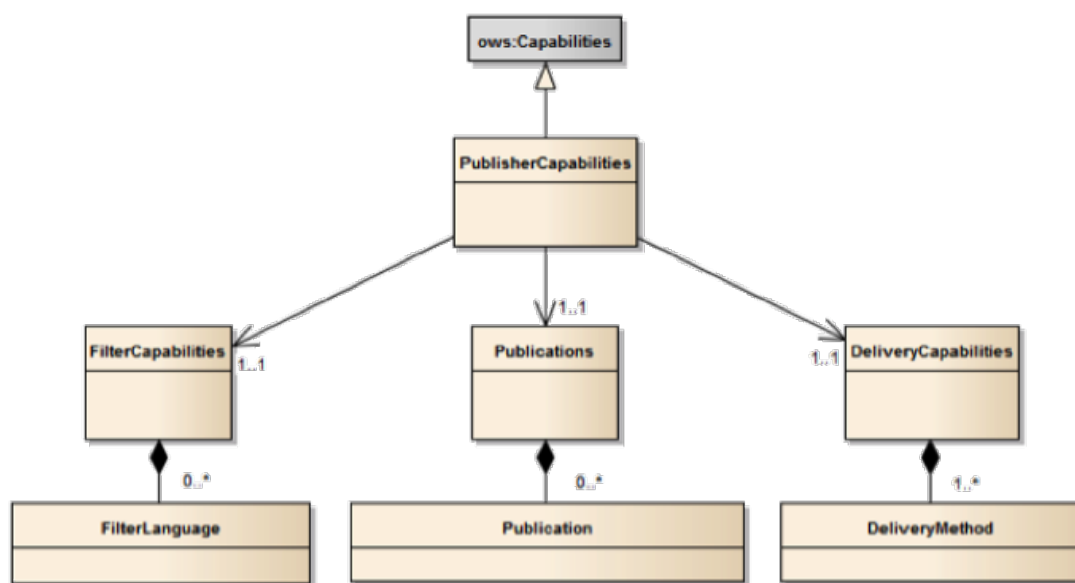 ows:Capabilities
PublisherCapabilities
1..1
FilterCapabilities
Publications
DeliveryCapabilities
1..1
1..1
0..*
0..*
1..*
FilterLanguage
Publication
DeliveryMethod